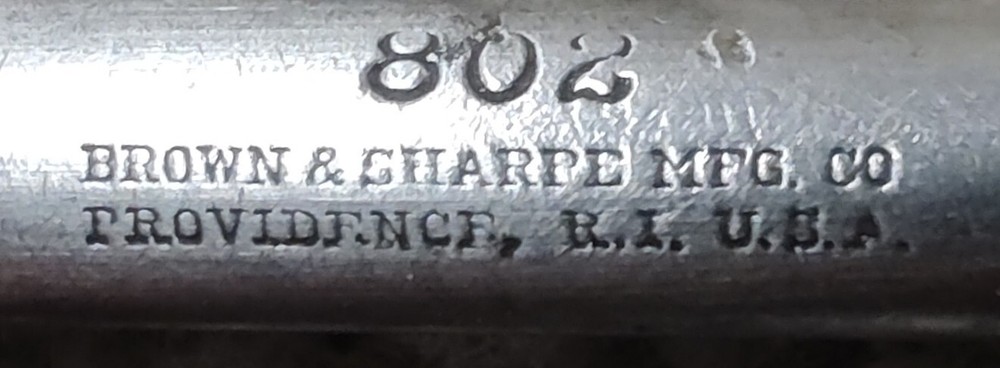 802
BROWN & SHARPE MFG. CO
PROVIDENCE, R.I. U.S.A.